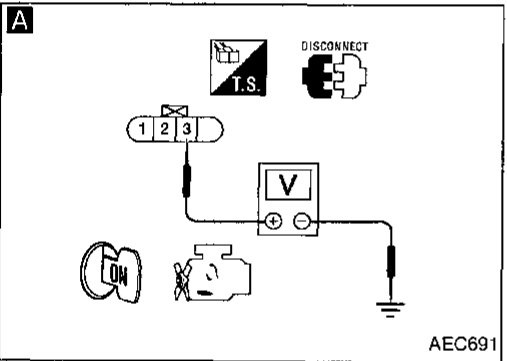 A
DISCONNECT
T.S.
1 2 3
V
+ −
ON
AEC691